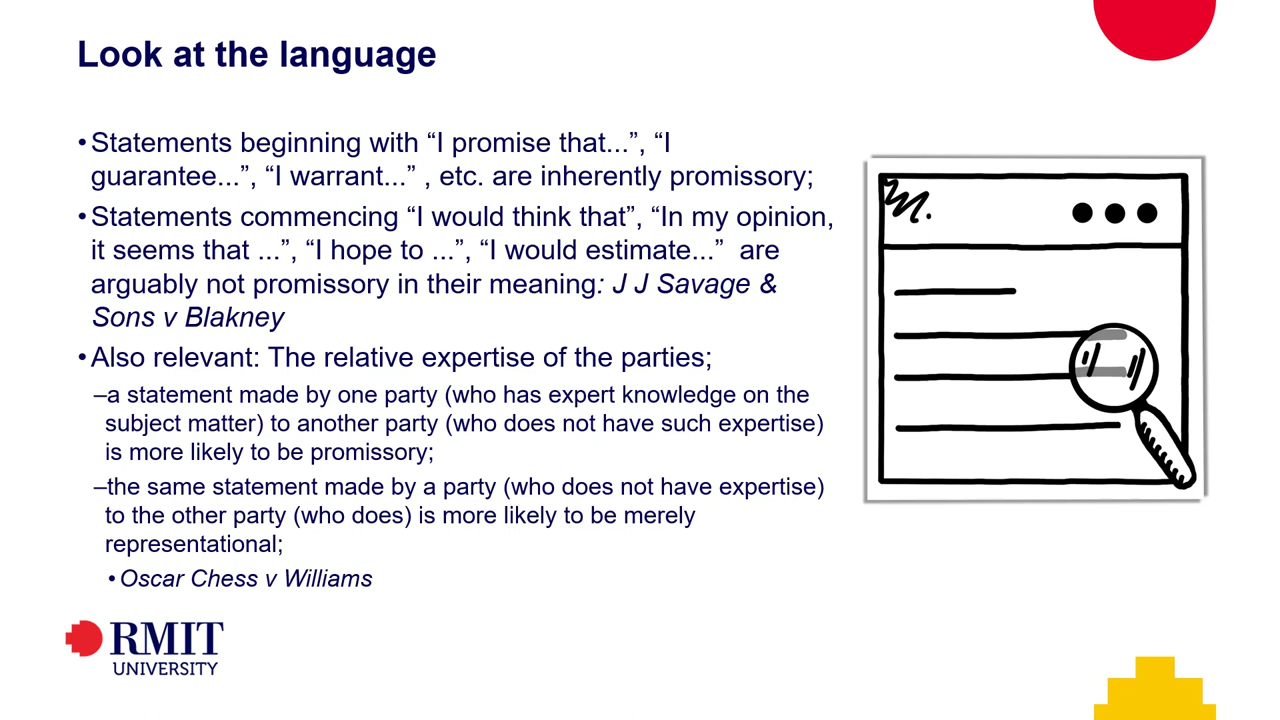 Look at the language
•Statements beginning with “I promise that...”, “I
guarantee...”, “I warrant...” , etc. are inherently promissory;
•Statements commencing “I would think that”, “In my opinion,
it seems that ...”, “I hope to ...”, “I would estimate...”  are
arguably not promissory in their meaning: J J Savage &
Sons v Blakney
•Also relevant: The relative expertise of the parties;
–a statement made by one party (who has expert knowledge on the
subject matter) to another party (who does not have such expertise)
is more likely to be promissory;
–the same statement made by a party (who does not have expertise)
to the other party (who does) is more likely to be merely
representational;
•Oscar Chess v Williams
RMIT
UNIVERSITY